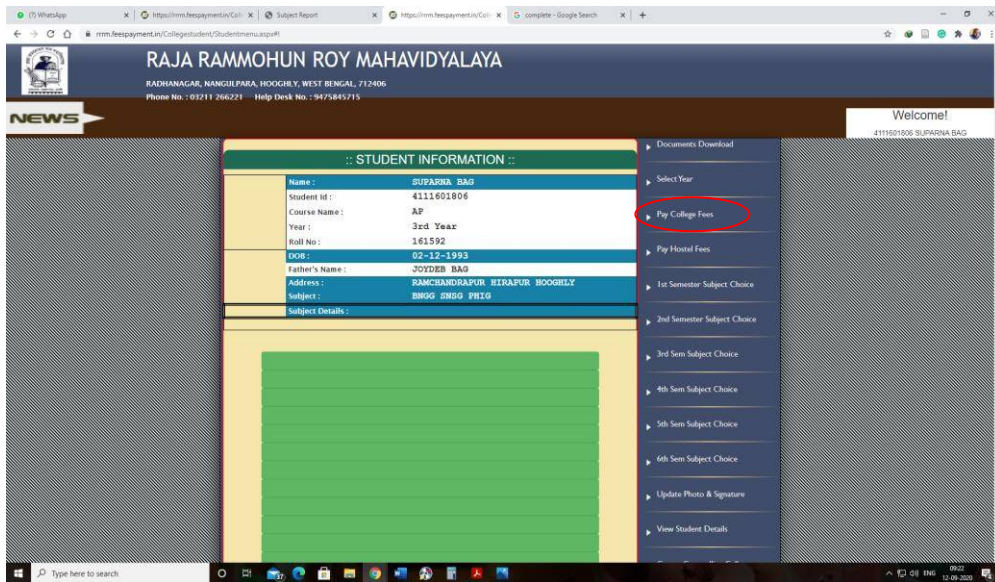 (7) WhatsApp
https://rrrm.feespayment.in/Coll
Subject Report
https://rrrm.feespayment.in/Coll
complete - Google Search
rrrm.feespayment.in/Collegestudent/Studentmenu.aspx#!
RAJA RAMMOHUN ROY MAHAVIDYALAYA
RADHANAGAR, NANGULPARA, HOOGHLY, WEST BENGAL, 712406
Phone No. : 03211 266221 Help Desk No. : 9475845715
NEWS
Welcome!
4111601806 SUPARNA BAG
:: STUDENT INFORMATION ::
Name : SUPARNA BAG
Student Id : 4111601806
Course Name : AP
Year : 3rd Year
Roll No : 161592
DOB : 02-12-1993
Father's Name : JOYDEB BAG
Address : RAMCHANDRAPUR HIRAPUR HOOGHLY
Subject : BNGG SNSG PHIG
Subject Details :
Documents Download
Select Year
Pay College Fees
Pay Hostel Fees
1st Semester Subject Choice
2nd Semester Subject Choice
3rd Sem Subject Choice
4th Sem Subject Choice
5th Sem Subject Choice
6th Sem Subject Choice
Update Photo & Signature
View Student Details
Type here to search
37
ENG
09:22
12-09-2020